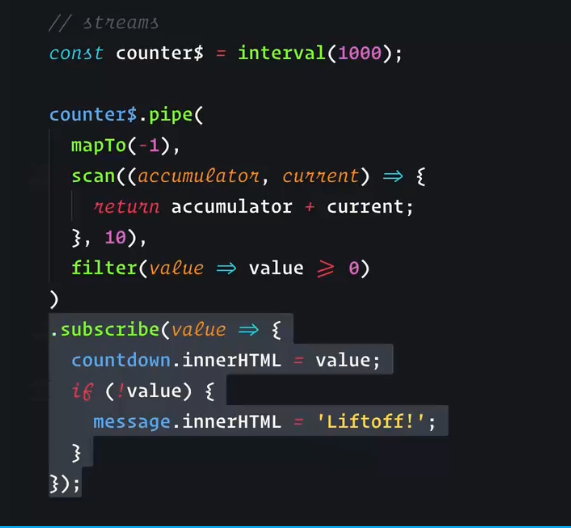 // streams
const counter$ = interval(1000);
counter$.pipe(
mapTo(-1),
scan((accumulator, current) => {
return accumulator + current;
}, 10),
filter(value => value >= 0)
)
.subscribe(value => {
countdown.innerHTML = value;
if (!value) {
message.innerHTML = 'Liftoff!';
}
});